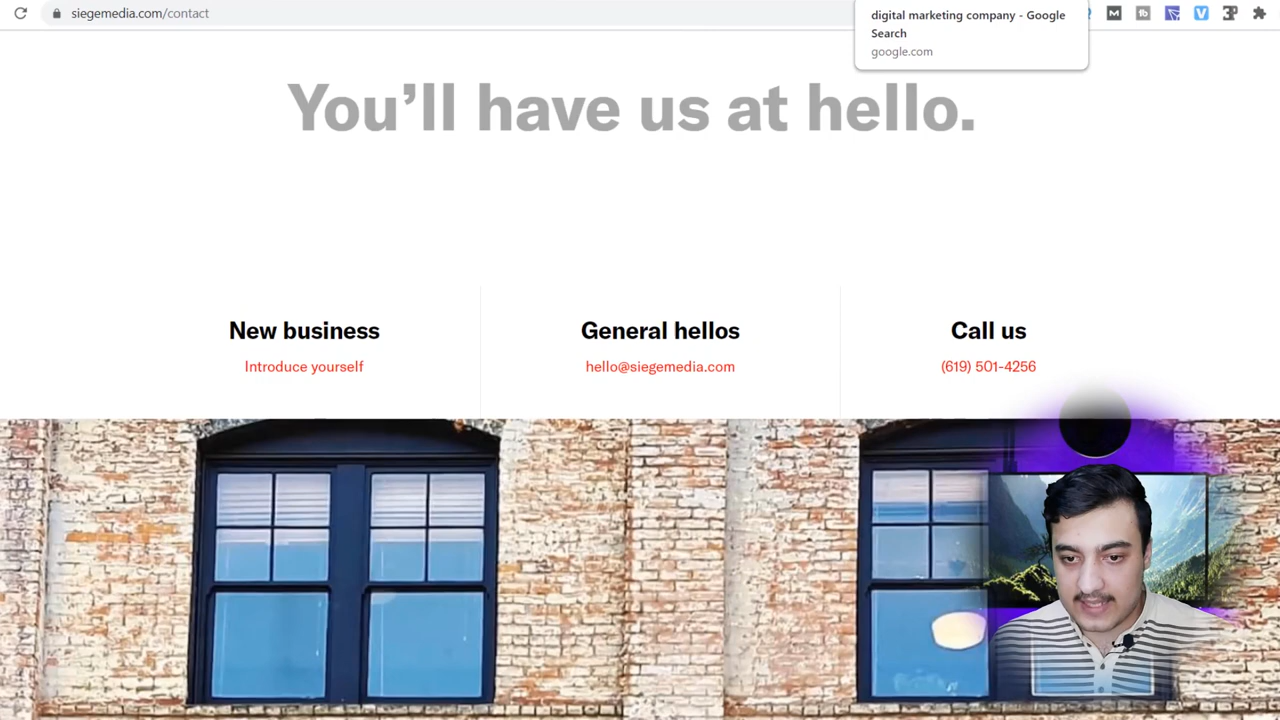 siegemedia.com/contact
digital marketing company - Google
Search
google.com
You’ll have us at hello.
New business
Introduce yourself
General hellos
hello@siegemedia.com
Call us
(619) 501-4256